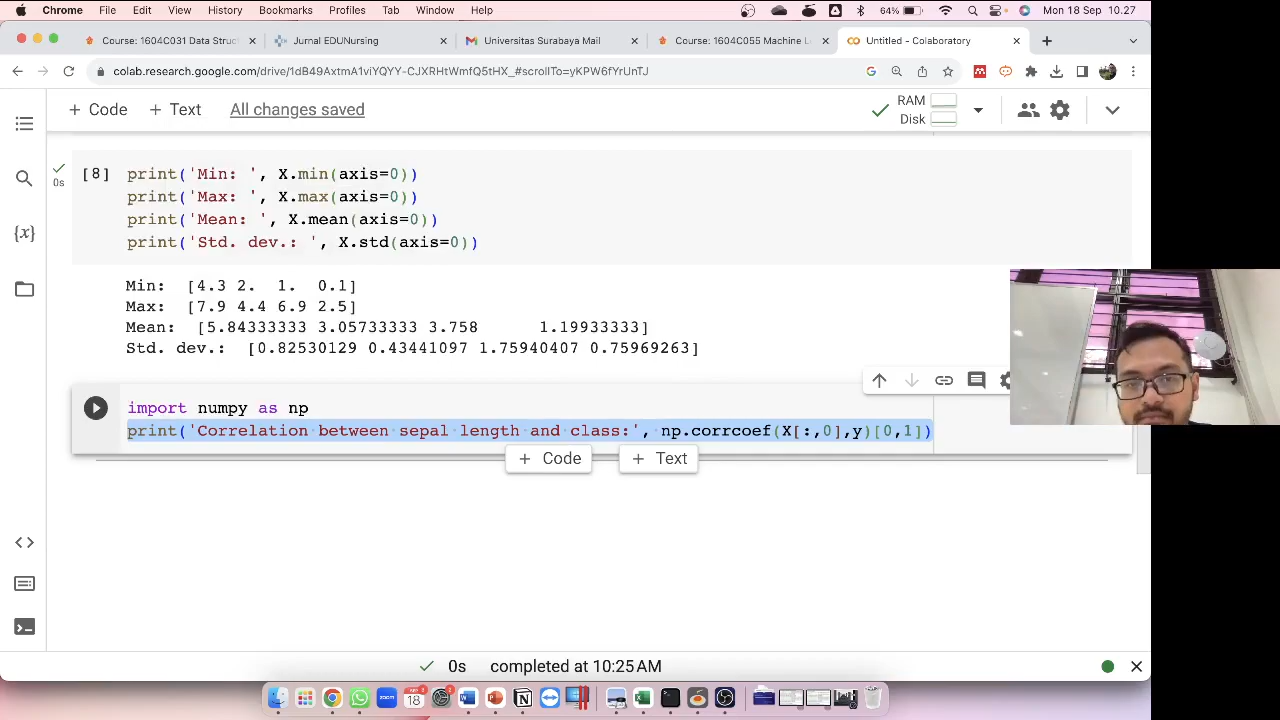 Chrome File Edit View History Bookmarks Profiles Tab Window Help 64% Mon 18 Sep 10.27
Course: 1604C031 Data Struc
Jurnal EDUNursing
Universitas Surabaya Mail
Course: 1604C055 Machine L
Untitled - Colaboratory
colab.research.google.com/drive/1dB49AxtmA1viYQYY-CJXRHtWmfQ5tHX_#scrollTo=yKPW6fYrUnTJ
+ Code + Text All changes saved
RAM
Disk
[8] print('Min: ', X.min(axis=0))
0s print('Max: ', X.max(axis=0))
print('Mean: ', X.mean(axis=0))
print('Std. dev.: ', X.std(axis=0))
Min: [4.3 2. 1. 0.1]
Max: [7.9 4.4 6.9 2.5]
Mean: [5.84333333 3.05733333 3.758 1.19933333]
Std. dev.: [0.82530129 0.43441097 1.75940407 0.75969263]
import numpy as np
print('Correlation between sepal length and class:', np.corrcoef(X[:,0],y)[0,1])
+ Code + Text
0s completed at 10:25 AM
zoom
18